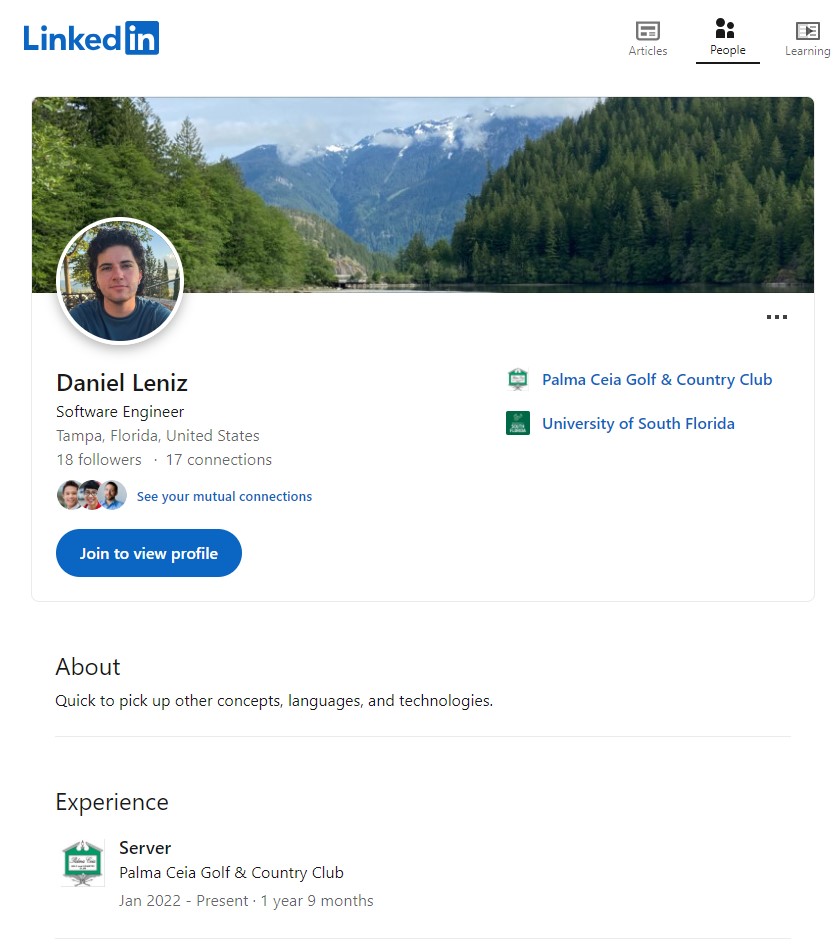 LinkedIn
Articles
People
Learning
Daniel Leniz
Software Engineer
Tampa, Florida, United States
18 followers · 17 connections
See your mutual connections
Join to view profile
Palma Ceia Golf & Country Club
University of South Florida
About
Quick to pick up other concepts, languages, and technologies.
Experience
Server
Palma Ceia Golf & Country Club
Jan 2022 - Present · 1 year 9 months